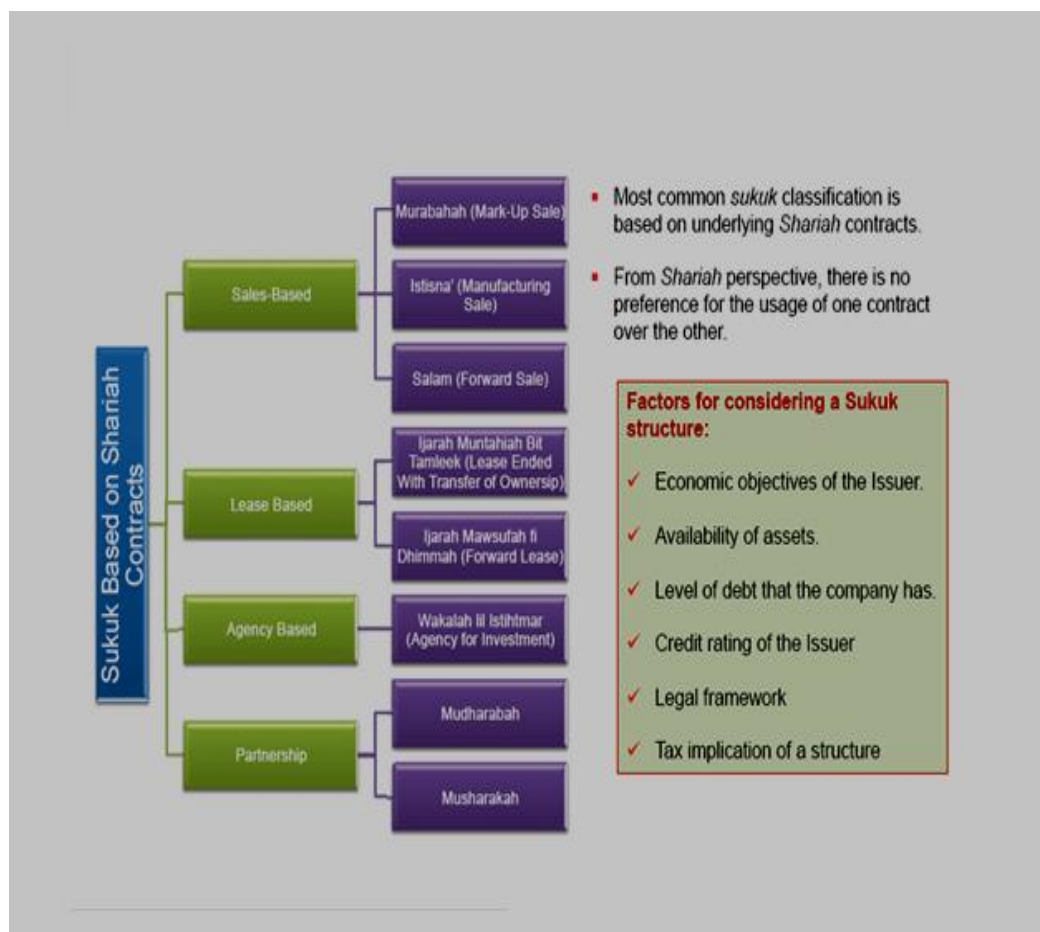 Sukuk Based on Shariah
Contracts
Sales-Based
Murabahah (Mark-Up Sale)
Istisna' (Manufacturing
Sale)
Salam (Forward Sale)
Lease Based
Ijarah Muntahiah Bit
Tamleek (Lease Ended
With Transfer of Ownersip)
Ijarah Mawsufah fi
Dhimmah (Forward Lease)
Agency Based
Wakalah lil Istihtmar
(Agency for Investment)
Partnership
Mudharabah
Musharakah
▪ Most common sukuk classification is
based on underlying Shariah contracts.
▪ From Shariah perspective, there is no
preference for the usage of one contract
over the other.
Factors for considering a Sukuk
structure:
✓ Economic objectives of the Issuer.
✓ Availability of assets.
✓ Level of debt that the company has.
✓ Credit rating of the Issuer
✓ Legal framework
✓ Tax implication of a structure